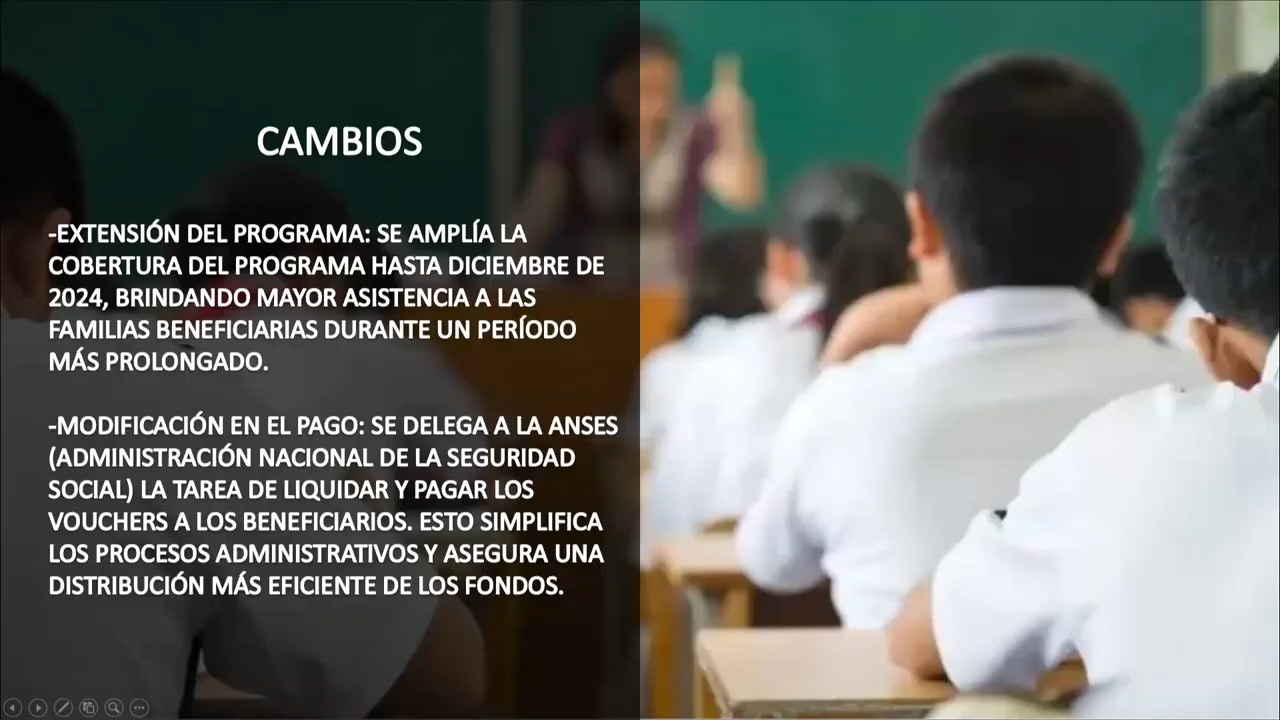 CAMBIOS
-EXTENSIÓN DEL PROGRAMA: SE AMPLÍA LA
COBERTURA DEL PROGRAMA HASTA DICIEMBRE DE
2024, BRINDANDO MAYOR ASISTENCIA A LAS
FAMILIAS BENEFICIARIAS DURANTE UN PERÍODO
MÁS PROLONGADO.
-MODIFICACIÓN EN EL PAGO: SE DELEGA A LA ANSES
(ADMINISTRACIÓN NACIONAL DE LA SEGURIDAD
SOCIAL) LA TAREA DE LIQUIDAR Y PAGAR LOS
VOUCHERS A LOS BENEFICIARIOS. ESTO SIMPLIFICA
LOS PROCESOS ADMINISTRATIVOS Y ASEGURA UNA
DISTRIBUCIÓN MÁS EFICIENTE DE LOS FONDOS.